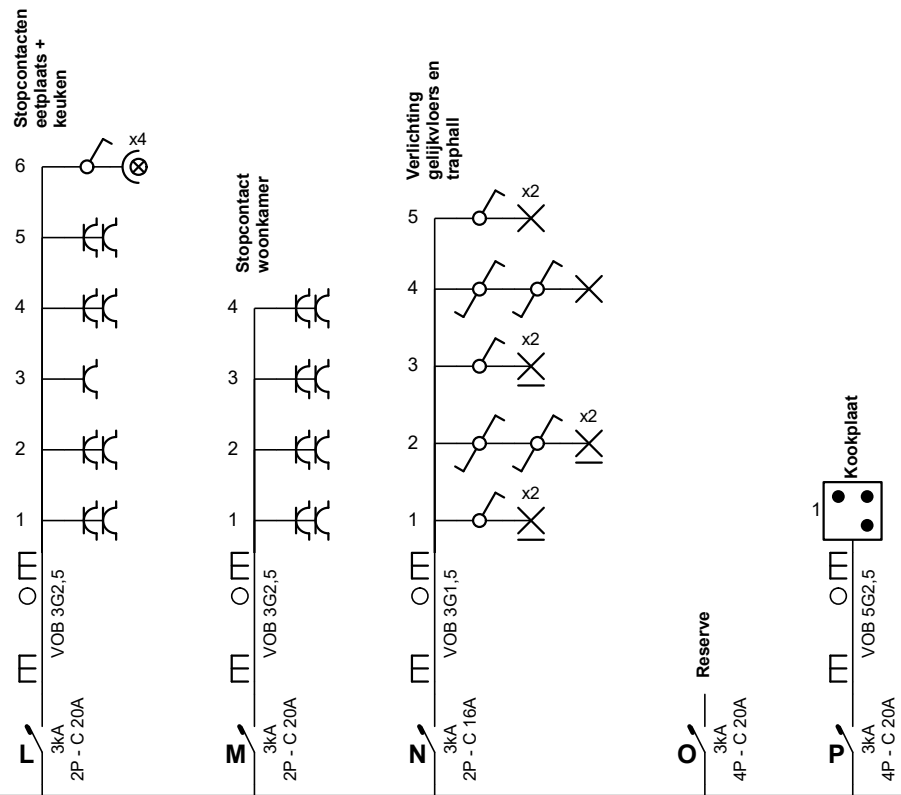 Stopcontacten
eetplaats +
keuken
x4
6
5
4
3
2
1
VOB 3G2,5
L
3kA
2P - C 20A
Stopcontact
woonkamer
4
3
2
1
VOB 3G2,5
M
3kA
2P - C 20A
Verlichting
gelijkvloers en
traphall
x2
5
4
x2
3
x2
2
x2
1
VOB 3G1,5
N
3kA
2P - C 16A
Reserve
O
3kA
4P - C 20A
Kookplaat
1
VOB 5G2,5
P
3kA
4P - C 20A